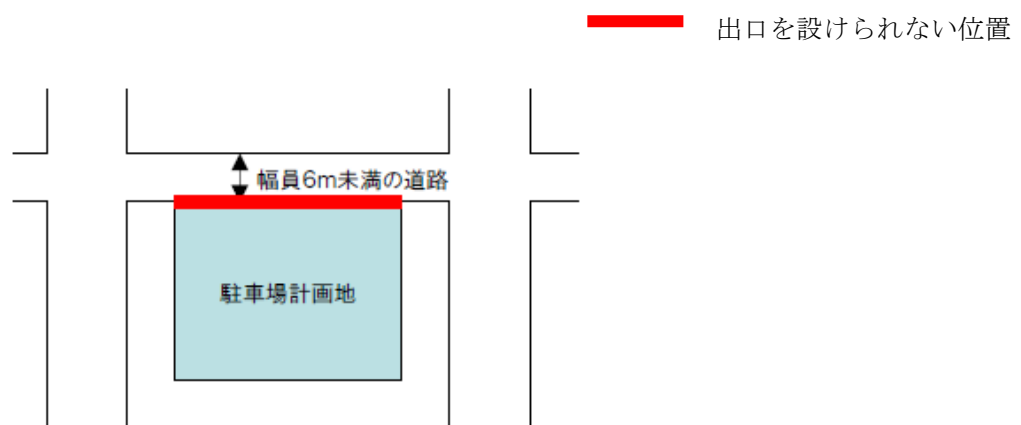 出口を設けられない位置
幅員6m未満の道路
駐車場計画地